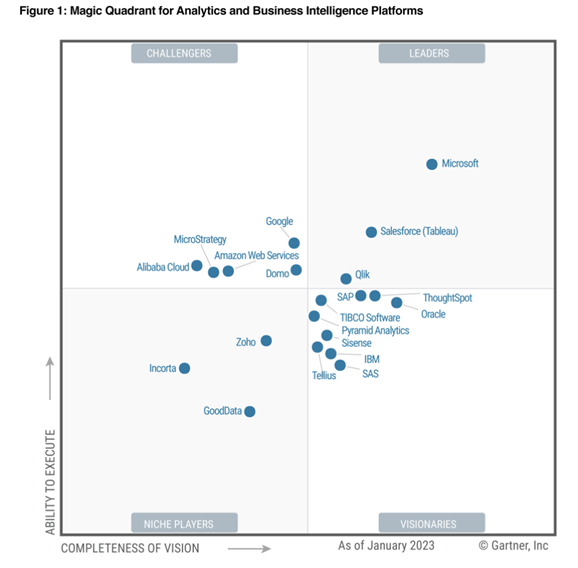 Figure 1: Magic Quadrant for Analytics and Business Intelligence Platforms
CHALLENGERS
LEADERS
Microsoft
Google
Salesforce (Tableau)
MicroStrategy
Amazon Web Services
Alibaba Cloud
Domo
Qlik
SAP
ThoughtSpot
Oracle
TIBCO Software
Pyramid Analytics
Zoho
Sisense
IBM
Incorta
Tellius
SAS
GoodData
ABILITY TO EXECUTE
NICHE PLAYERS
VISIONARIES
COMPLETENESS OF VISION
As of January 2023
© Gartner, Inc